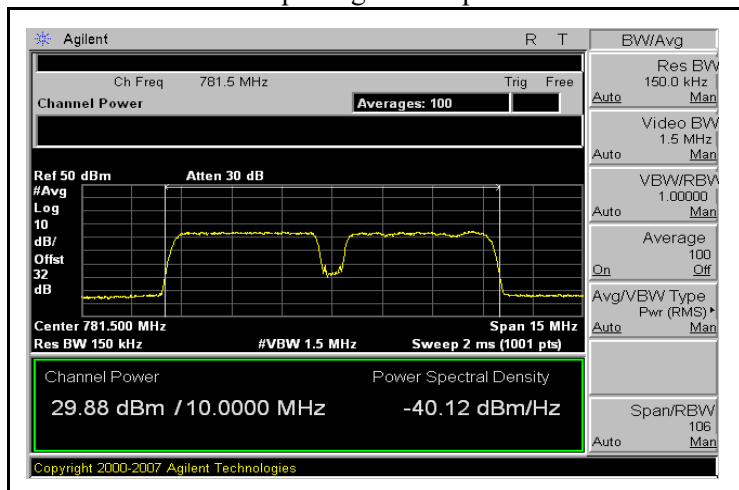 Agilent R T
BW/Avg
Ch Freq 781.5 MHz Trig Free
Channel Power Averages: 100
Ref 50 dBm Atten 30 dB
#Avg
Log
10
dB/
Offst
32
dB
Center 781.500 MHz Span 15 MHz
Res BW 150 kHz #VBW 1.5 MHz Sweep 2 ms (1001 pts)
Channel Power Power Spectral Density
29.88 dBm / 10.0000 MHz -40.12 dBm/Hz
Copyright 2000-2007 Agilent Technologies
Res BW
150.0 kHz
Auto Man
Video BW
1.5 MHz
Auto Man
VBW/RBW
1.00000
Auto Man
Average
100
On Off
Avg/VBW Type
Pwr (RMS)
Auto Man
Span/RBW
106
Auto Man